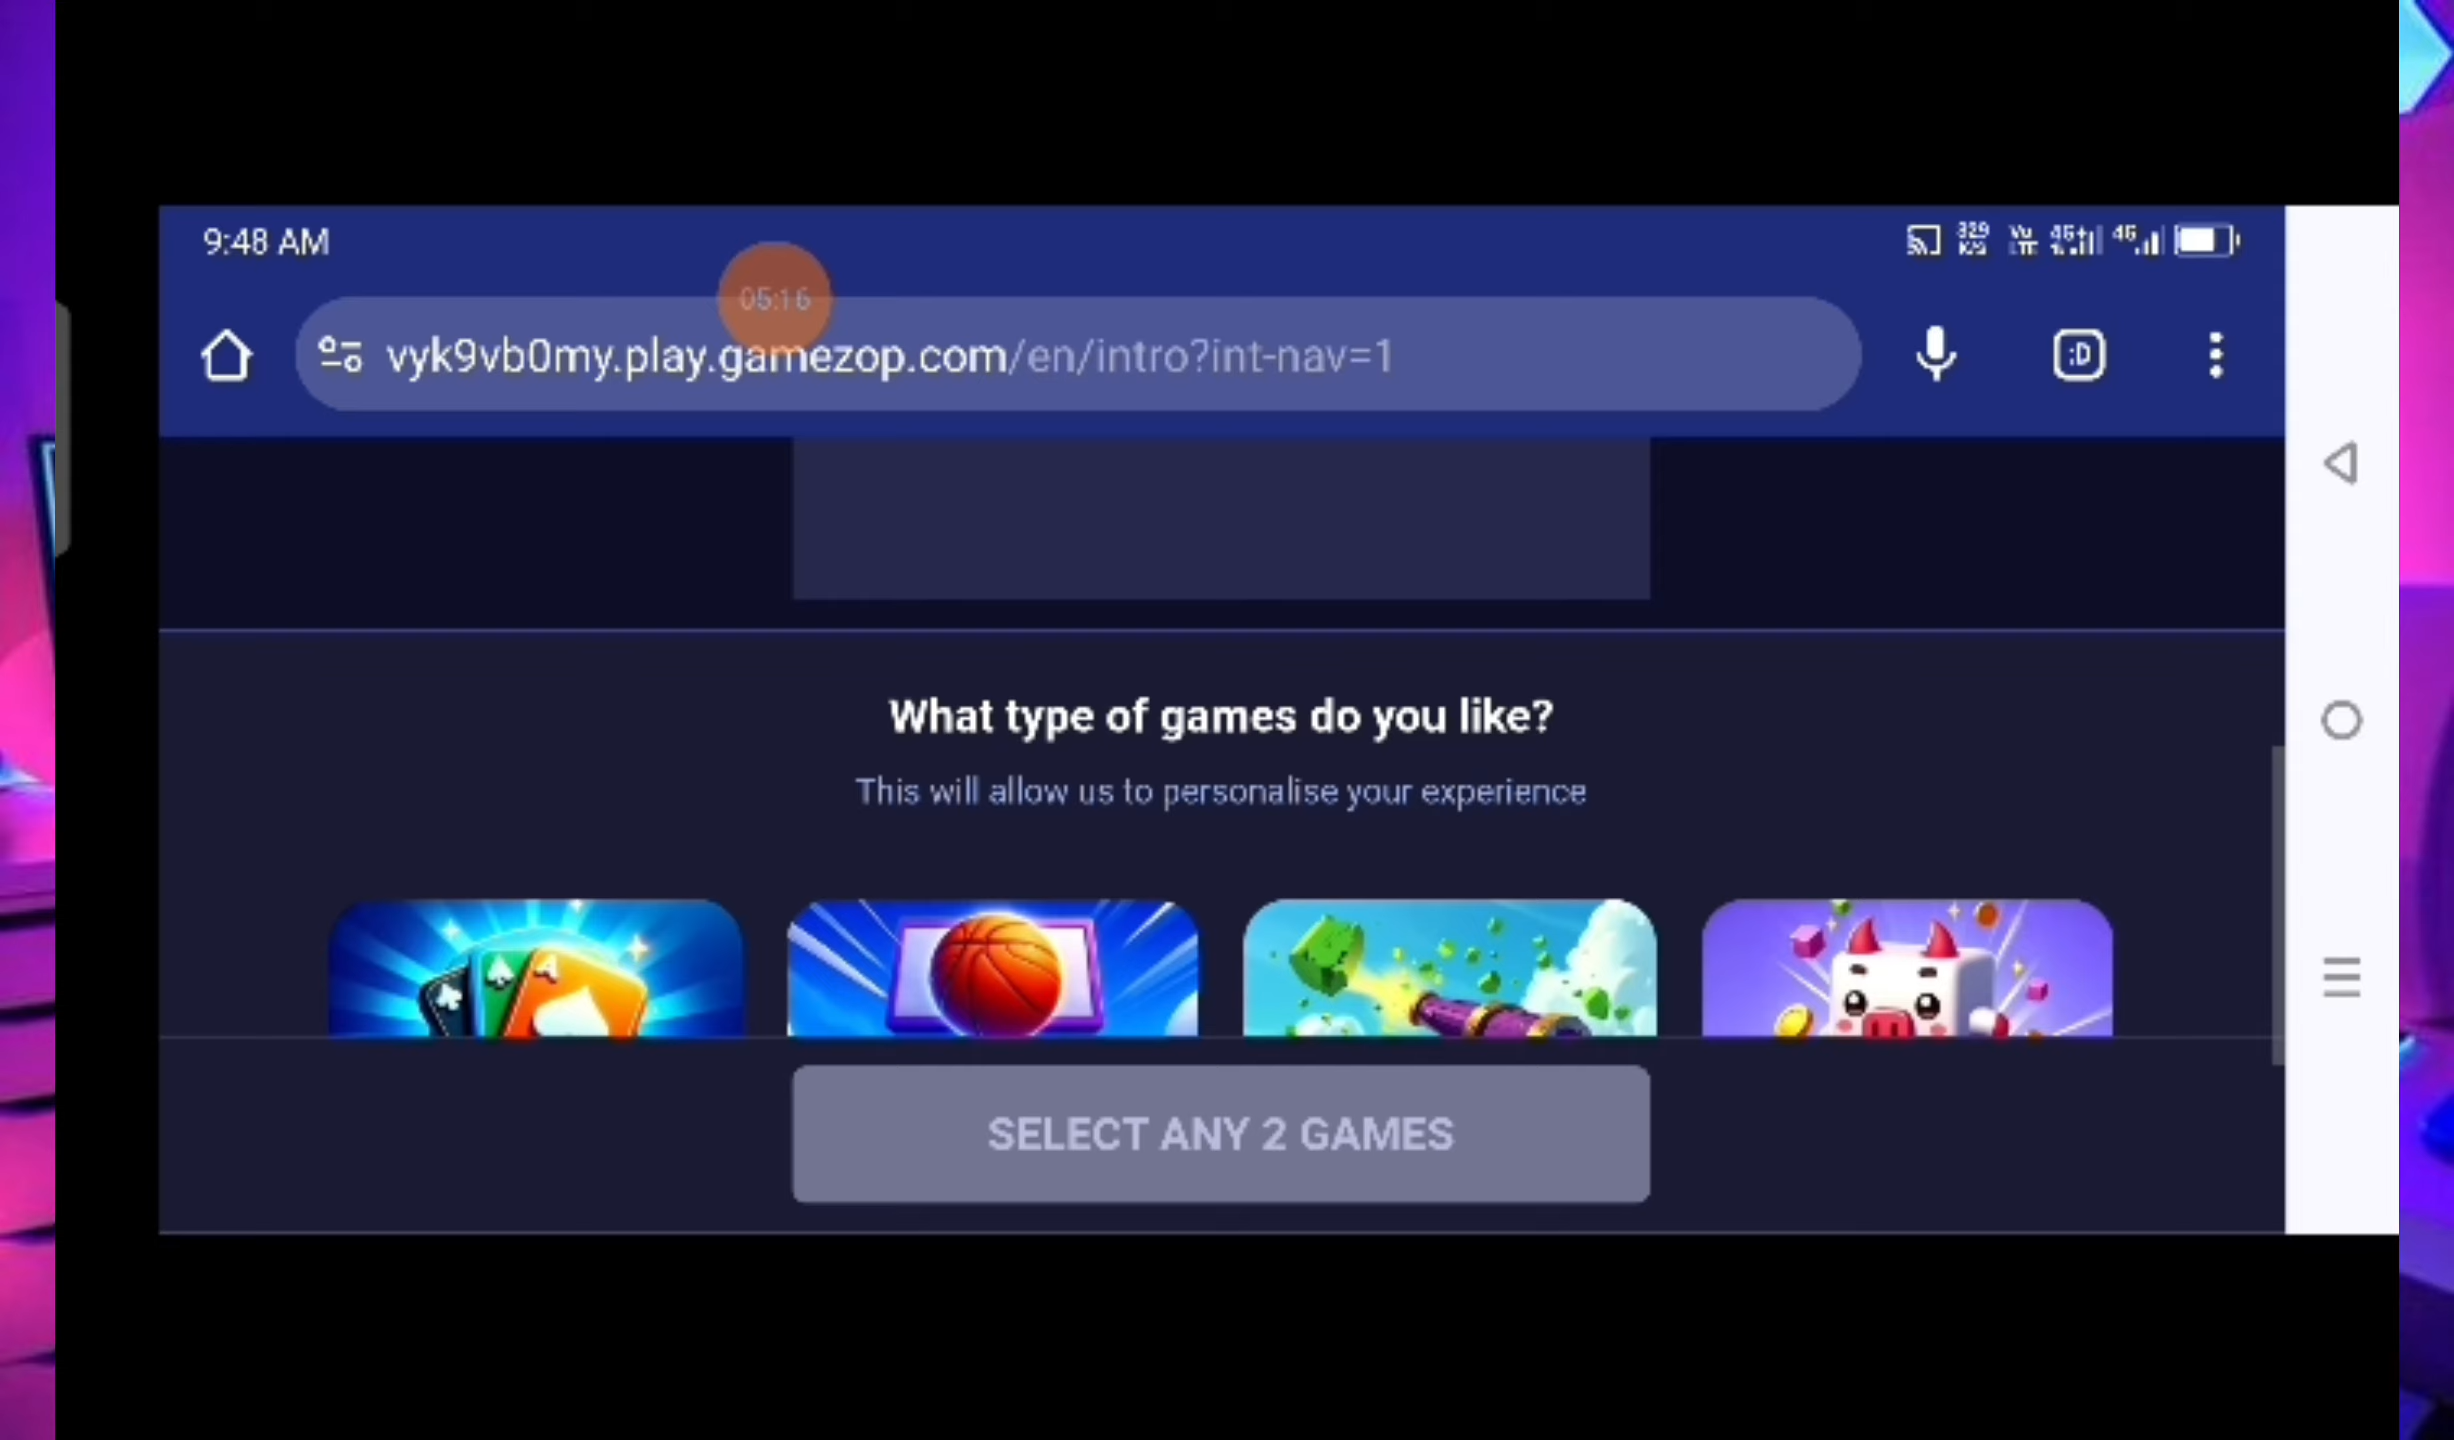 9:48 AM
05:16
4G
vyk9vb0my.play.gamezop.com/en/intro?int-nav=1
:D
What type of games do you like?
This will allow us to personalise your experience
A
SELECT ANY 2 GAMES